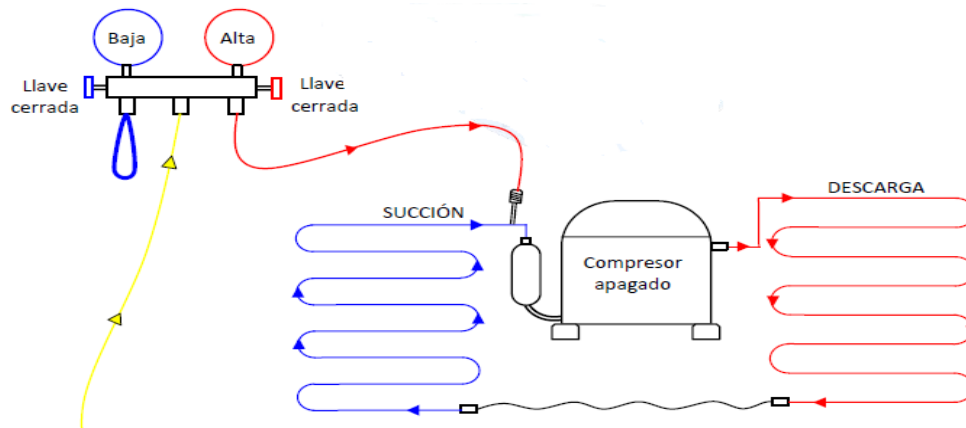 Baja
Alta
Llave
cerrada
Llave
cerrada
SUCCIÓN
DESCARGA
Compresor
apagado